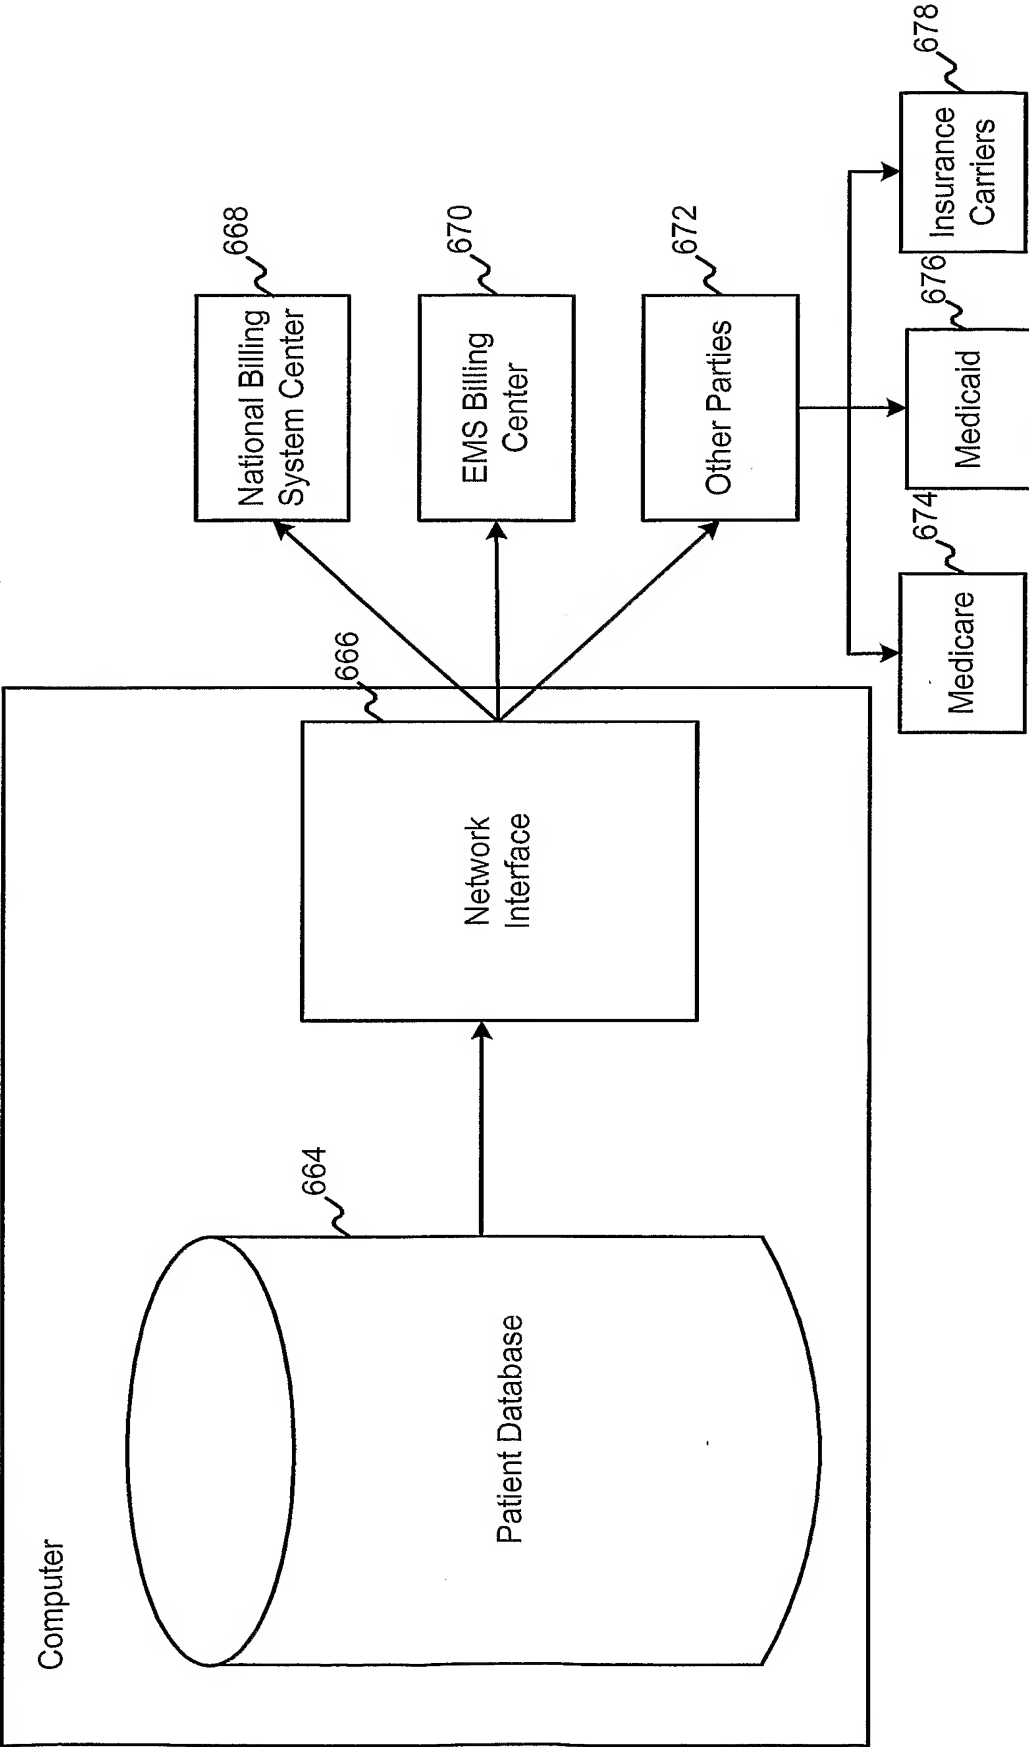 Computer
Patient Database
664
Network
Interface
666
National Billing
System Center
668
EMS Billing
Center
670
Other Parties
672
Medicare
674
Medicaid
676
Insurance
Carriers
678